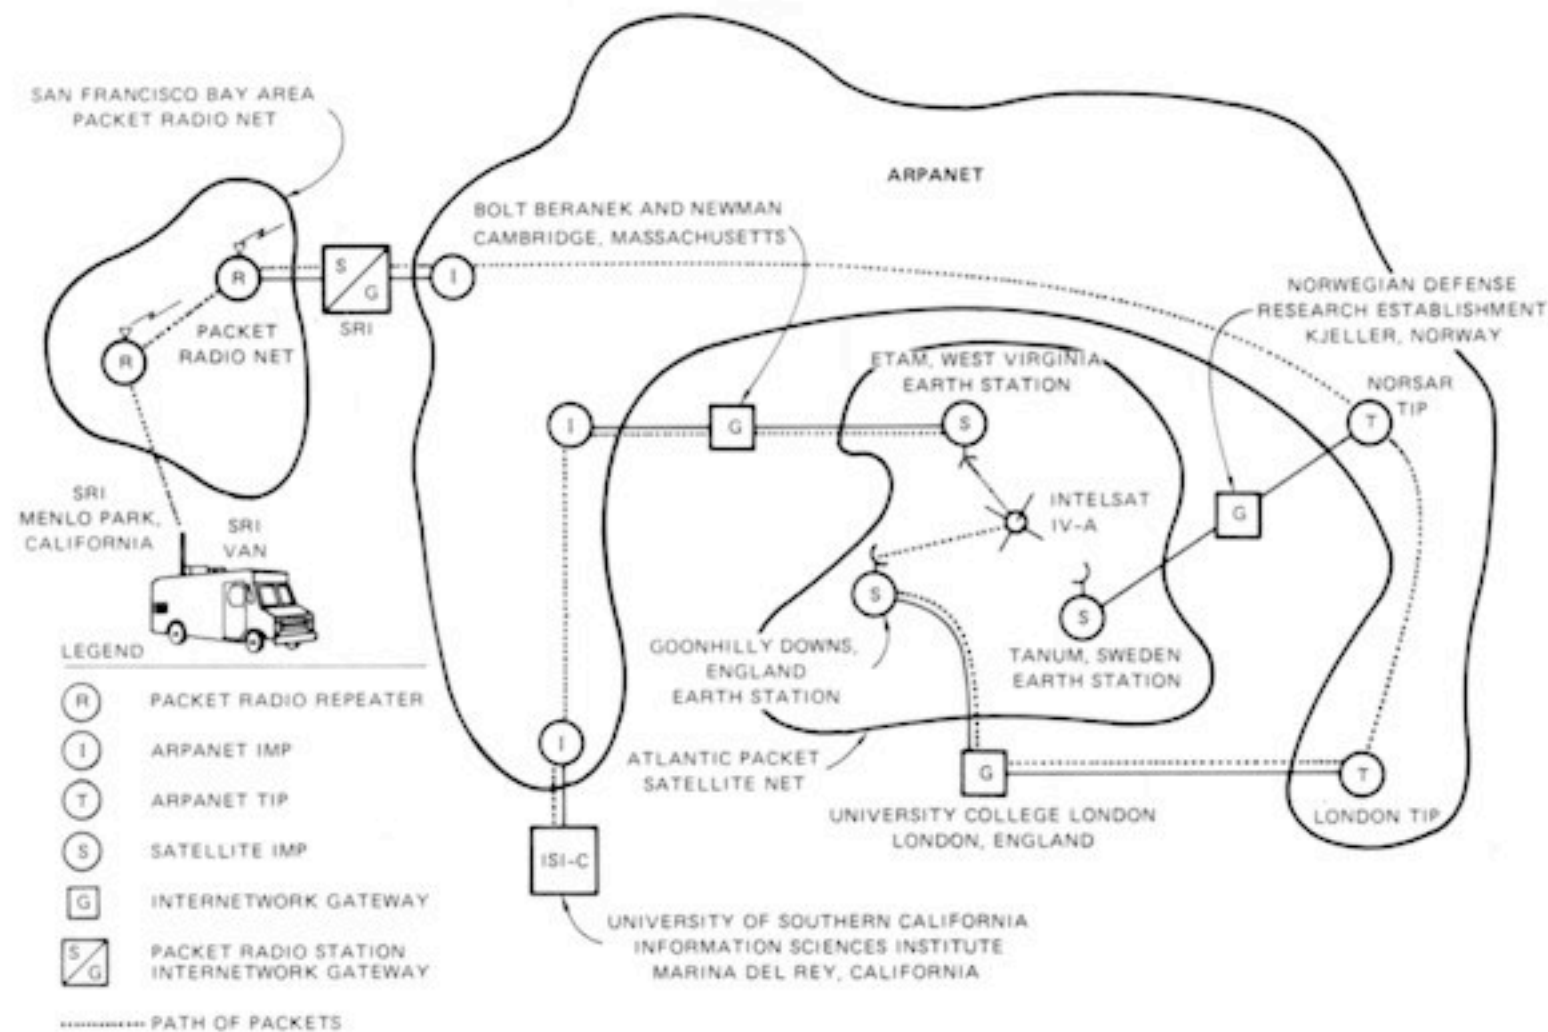 SAN FRANCISCO BAY AREA
PACKET RADIO NET
ARPANET
BOLT BERANEK AND NEWMAN
CAMBRIDGE, MASSACHUSETTS
R
S
G
I
SRI
PACKET
RADIO NET
R
NORWEGIAN DEFENSE
RESEARCH ESTABLISHMENT
KJELLER, NORWAY
ETAM, WEST VIRGINIA
EARTH STATION
NORSAR
TIP
T
I
G
S
SRI
MENLO PARK,
CALIFORNIA
SRI
VAN
INTELSAT
IV-A
G
S
S
GOONHILLY DOWNS,
ENGLAND
EARTH STATION
TANUM, SWEDEN
EARTH STATION
I
ATLANTIC PACKET
SATELLITE NET
G
T
UNIVERSITY COLLEGE LONDON
LONDON, ENGLAND
LONDON TIP
ISI-C
UNIVERSITY OF SOUTHERN CALIFORNIA
INFORMATION SCIENCES INSTITUTE
MARINA DEL REY, CALIFORNIA
LEGEND
R PACKET RADIO REPEATER
I ARPANET IMP
T ARPANET TIP
S SATELLITE IMP
G INTERNETWORK GATEWAY
S G PACKET RADIO STATION
INTERNETWORK GATEWAY
PATH OF PACKETS